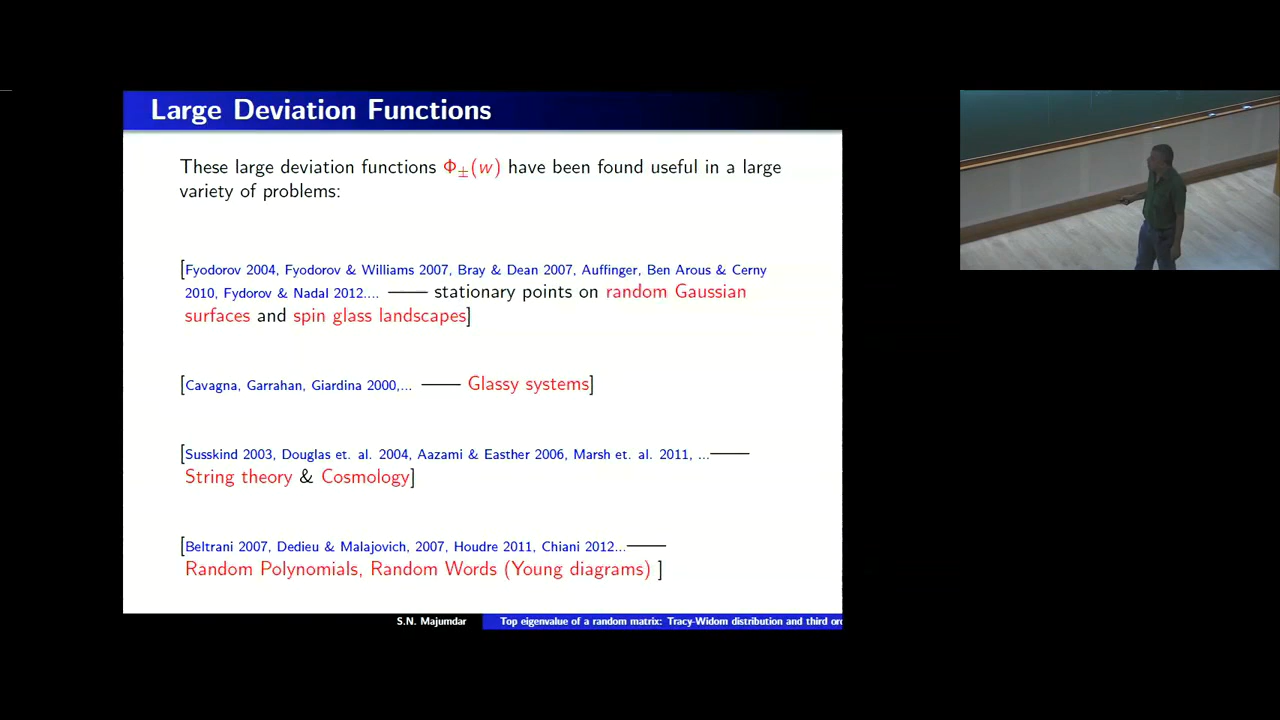 Large Deviation Functions
These large deviation functions Φ±(w) have been found useful in a large
variety of problems:
[Fyodorov 2004, Fyodorov & Williams 2007, Bray & Dean 2007, Auffinger, Ben Arous & Cerny
2010, Fydorov & Nadal 2012.... —— stationary points on random Gaussian
surfaces and spin glass landscapes]
[Cavagna, Garrahan, Giardina 2000,... —— Glassy systems]
[Susskind 2003, Douglas et. al. 2004, Aazami & Easther 2006, Marsh et. al. 2011, ...——
String theory & Cosmology]
[Beltrani 2007, Dedieu & Malajovich, 2007, Houdre 2011, Chiani 2012...——
Random Polynomials, Random Words (Young diagrams) ]
S.N. Majumdar Top eigenvalue of a random matrix: Tracy-Widom distribution and third ord